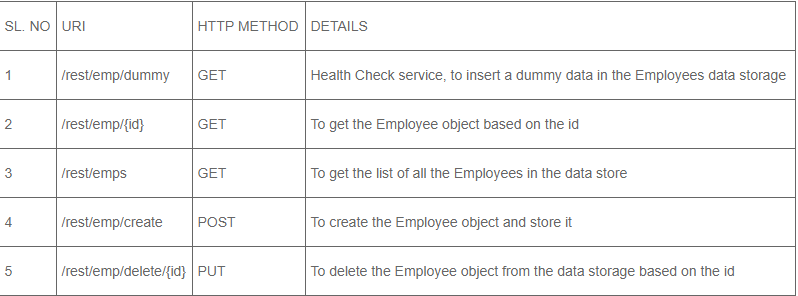 SL. NO URI HTTP METHOD DETAILS
1 /rest/emp/dummy GET Health Check service, to insert a dummy data in the Employees data storage
2 /rest/emp/{id} GET To get the Employee object based on the id
3 /rest/emps GET To get the list of all the Employees in the data store
4 /rest/emp/create POST To create the Employee object and store it
5 /rest/emp/delete/{id} PUT To delete the Employee object from the data storage based on the id